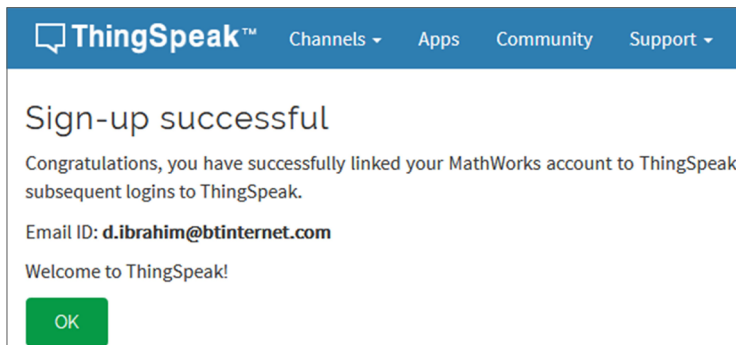 ThingSpeak™ Channels Apps Community Support
Sign-up successful
Congratulations, you have successfully linked your MathWorks account to ThingSpeak
subsequent logins to ThingSpeak.
Email ID: d.ibrahim@btinternet.com
Welcome to ThingSpeak!
OK